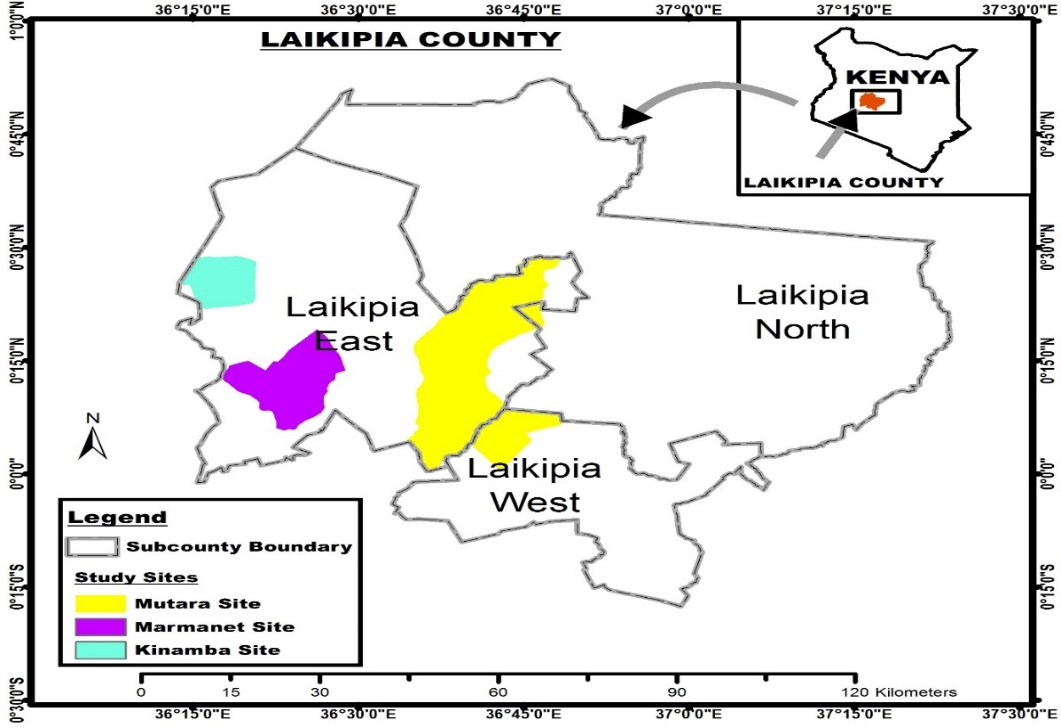 36°15'0"E 36°30'0"E 36°45'0"E 37°0'0"E 37°15'0"E 37°30'0"E
LAIKIPIA COUNTY
KENYA
LAIKIPIA COUNTY
1°0'0"N
0°45'0"N
0°30'0"N
0°15'0"N
0°0'0"
0°15'0"S
0°30'0"S
0°45'0"N
0°30'0"N
0°15'0"N
0°0'0"
0°15'0"S
0°30'0"S
Laikipia
East
Laikipia
North
Laikipia
West
N
Legend
Subcounty Boundary
Study Sites
Mutara Site
Marmanet Site
Kinamba Site
0 15 30 60 90 120 Kilometers
36°15'0"E 36°30'0"E 36°45'0"E 37°0'0"E 37°15'0"E 37°30'0"E